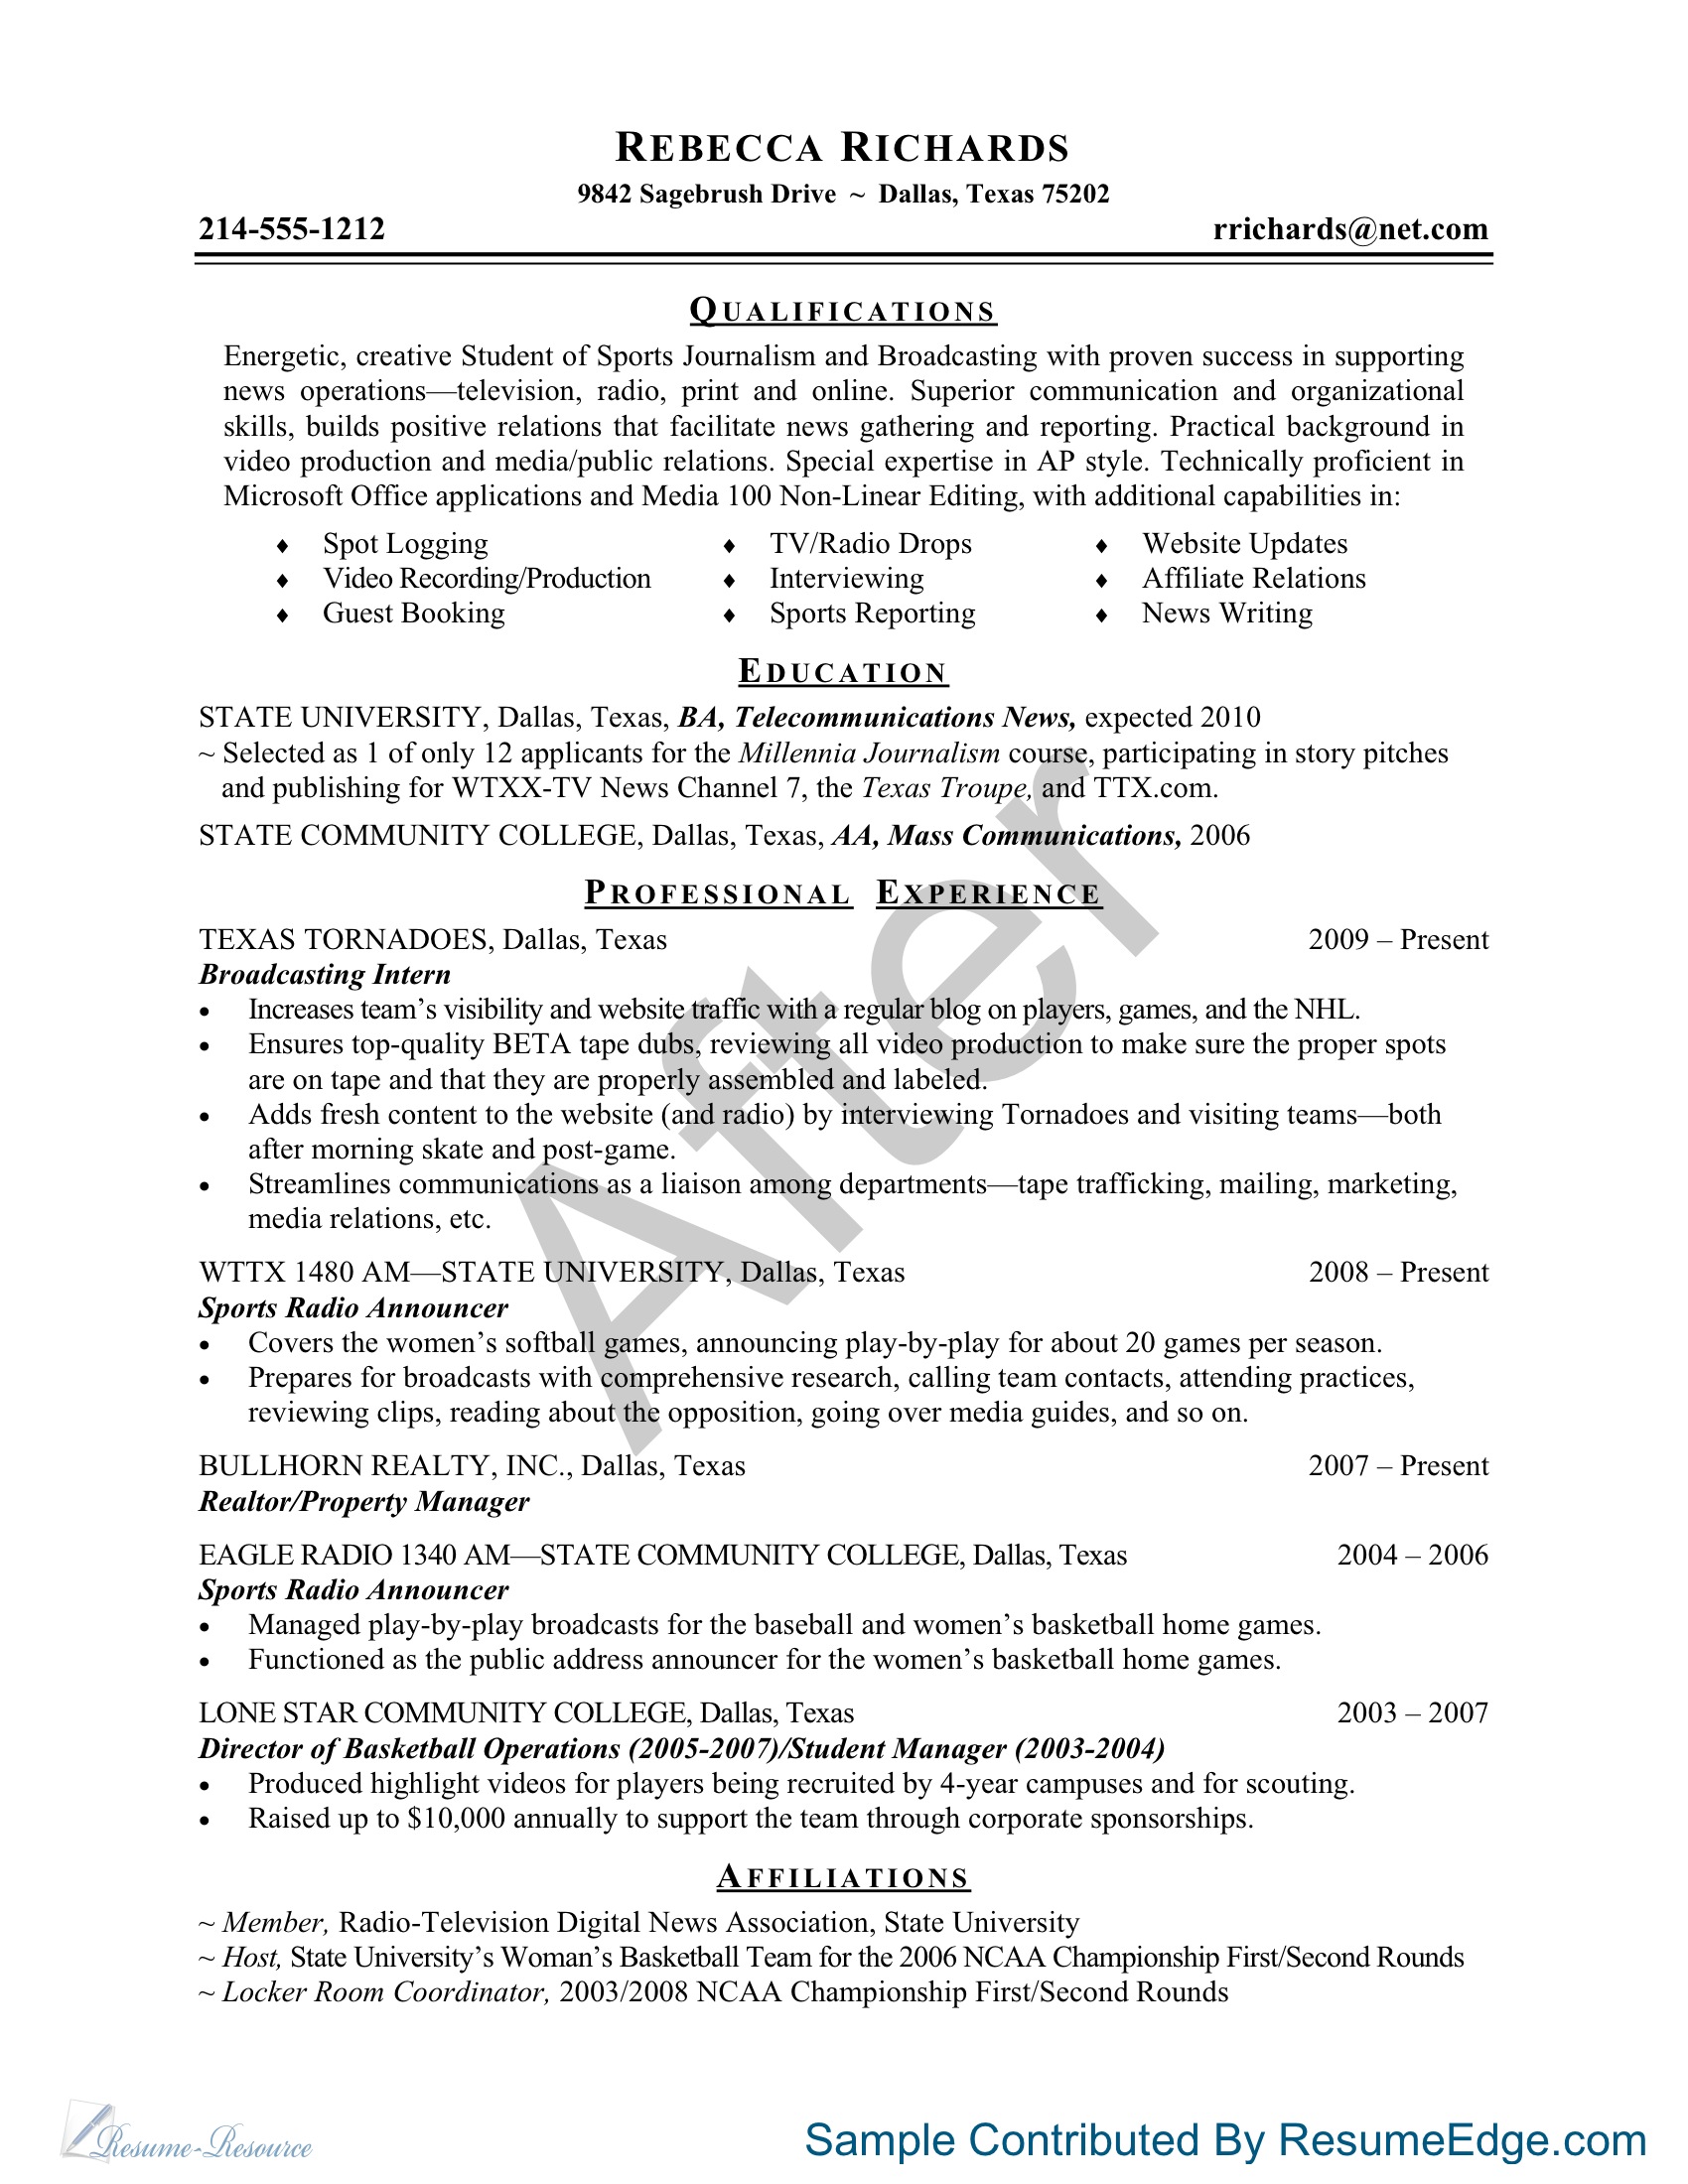 REBECCA RICHARDS
9842 Sagebrush Drive ~ Dallas, Texas 75202
214-555-1212 rrichards@net.com
QUALIFICATIONS
Energetic, creative Student of Sports Journalism and Broadcasting with proven success in supporting
news operations—television, radio, print and online. Superior communication and organizational
skills, builds positive relations that facilitate news gathering and reporting. Practical background in
video production and media/public relations. Special expertise in AP style. Technically proficient in
Microsoft Office applications and Media 100 Non-Linear Editing, with additional capabilities in:
♦ Spot Logging ♦ TV/Radio Drops ♦ Website Updates
♦ Video Recording/Production ♦ Interviewing ♦ Affiliate Relations
♦ Guest Booking ♦ Sports Reporting ♦ News Writing
EDUCATION
STATE UNIVERSITY, Dallas, Texas, BA, Telecommunications News, expected 2010
~ Selected as 1 of only 12 applicants for the Millennia Journalism course, participating in story pitches
and publishing for WTXX-TV News Channel 7, the Texas Troupe, and TTX.com.
STATE COMMUNITY COLLEGE, Dallas, Texas, AA, Mass Communications, 2006
PROFESSIONAL EXPERIENCE
TEXAS TORNADOES, Dallas, Texas 2009 – Present
Broadcasting Intern
• Increases team’s visibility and website traffic with a regular blog on players, games, and the NHL.
• Ensures top-quality BETA tape dubs, reviewing all video production to make sure the proper spots
are on tape and that they are properly assembled and labeled.
• Adds fresh content to the website (and radio) by interviewing Tornadoes and visiting teams—both
after morning skate and post-game.
• Streamlines communications as a liaison among departments—tape trafficking, mailing, marketing,
media relations, etc.
WTTX 1480 AM—STATE UNIVERSITY, Dallas, Texas 2008 – Present
Sports Radio Announcer
• Covers the women’s softball games, announcing play-by-play for about 20 games per season.
• Prepares for broadcasts with comprehensive research, calling team contacts, attending practices,
reviewing clips, reading about the opposition, going over media guides, and so on.
BULLHORN REALTY, INC., Dallas, Texas 2007 – Present
Realtor/Property Manager
EAGLE RADIO 1340 AM—STATE COMMUNITY COLLEGE, Dallas, Texas 2004 – 2006
Sports Radio Announcer
• Managed play-by-play broadcasts for the baseball and women’s basketball home games.
• Functioned as the public address announcer for the women’s basketball home games.
LONE STAR COMMUNITY COLLEGE, Dallas, Texas 2003 – 2007
Director of Basketball Operations (2005-2007)/Student Manager (2003-2004)
• Produced highlight videos for players being recruited by 4-year campuses and for scouting.
• Raised up to $10,000 annually to support the team through corporate sponsorships.
AFFILIATIONS
~ Member, Radio-Television Digital News Association, State University
~ Host, State University’s Woman’s Basketball Team for the 2006 NCAA Championship First/Second Rounds
~ Locker Room Coordinator, 2003/2008 NCAA Championship First/Second Rounds
After
Resume-Resource
Sample Contributed By ResumeEdge.com